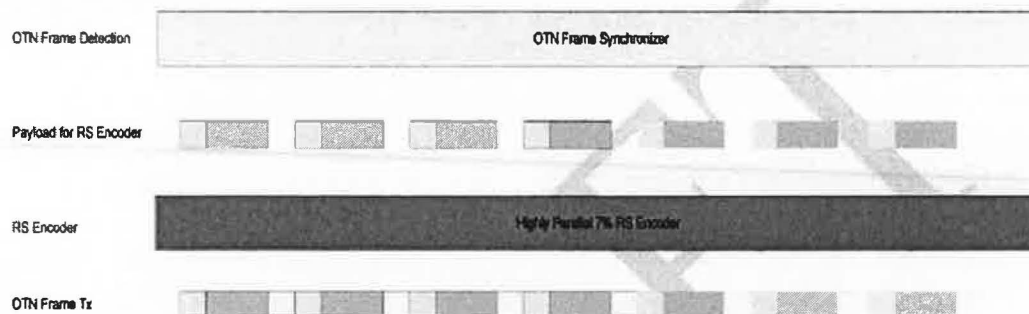 OTN Frame Detection
OTN Frame Synchronizer
Payload for RS Encoder
RS Encoder
Highly Parallel 7% RS Encoder
OTN Frame Tx